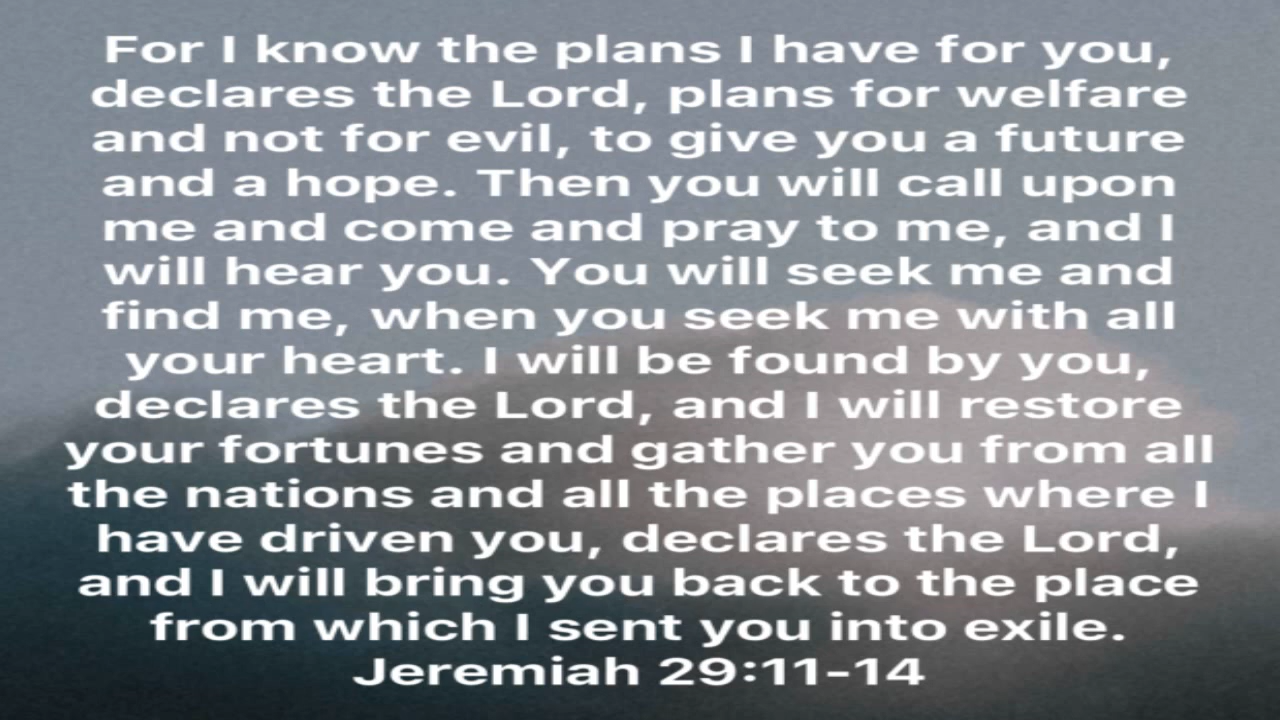 For I know the plans I have for you,
declares the Lord, plans for welfare
and not for evil, to give you a future
and a hope. Then you will call upon
me and come and pray to me, and I
will hear you. You will seek me and
find me, when you seek me with all
your heart. I will be found by you,
declares the Lord, and I will restore
your fortunes and gather you from all
the nations and all the places where I
have driven you, declares the Lord,
and I will bring you back to the place
from which I sent you into exile.
Jeremiah 29:11-14